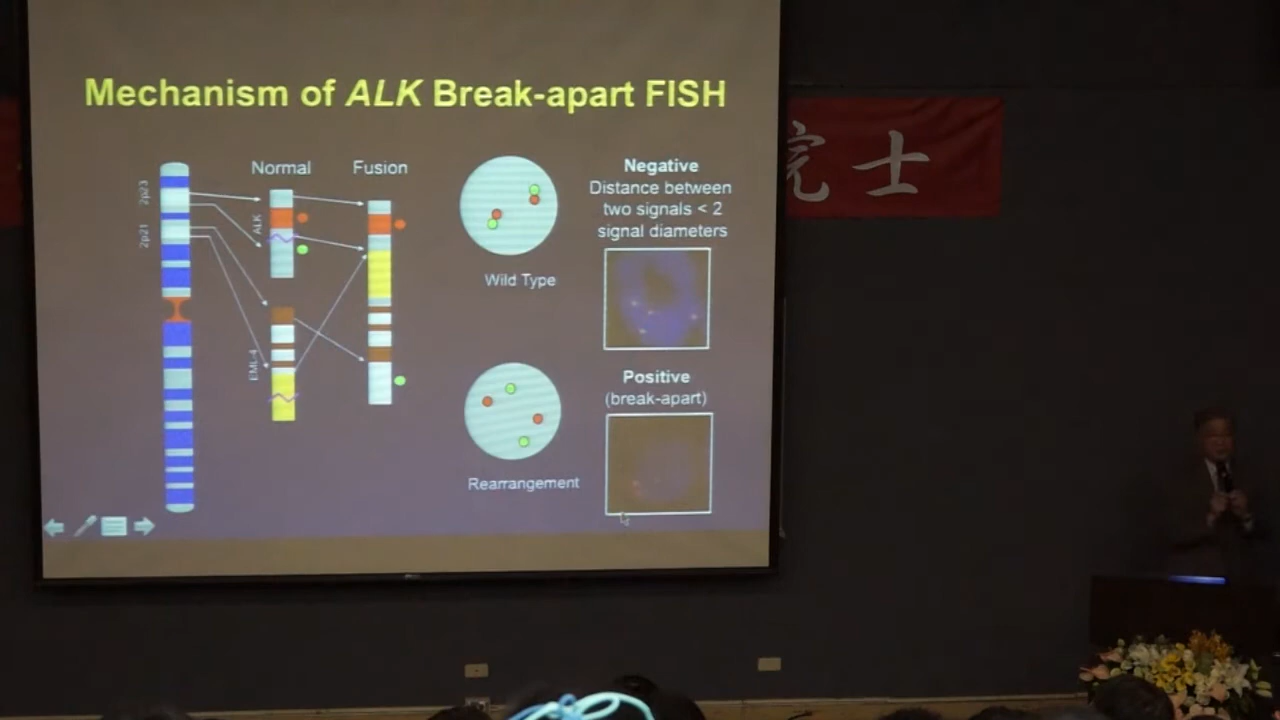 Mechanism of ALK Break-apart FISH
Normal
Fusion
2p23
2p21
ALK
EML-4
Wild Type
Rearrangement
Negative
Distance between
two signals < 2
signal diameters
Positive
(break-apart)
院士